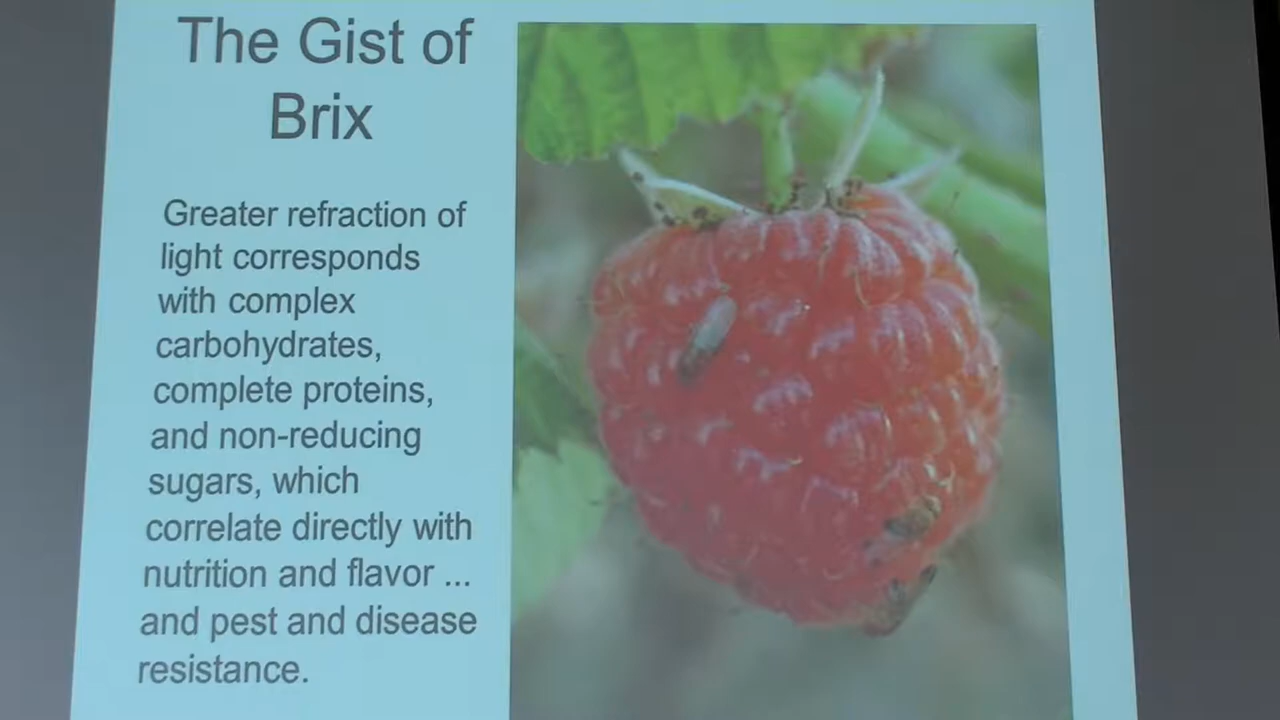 The Gist of
Brix
Greater refraction of
light corresponds
with complex
carbohydrates,
complete proteins,
and non-reducing
sugars, which
correlate directly with
nutrition and flavor ...
and pest and disease
resistance.